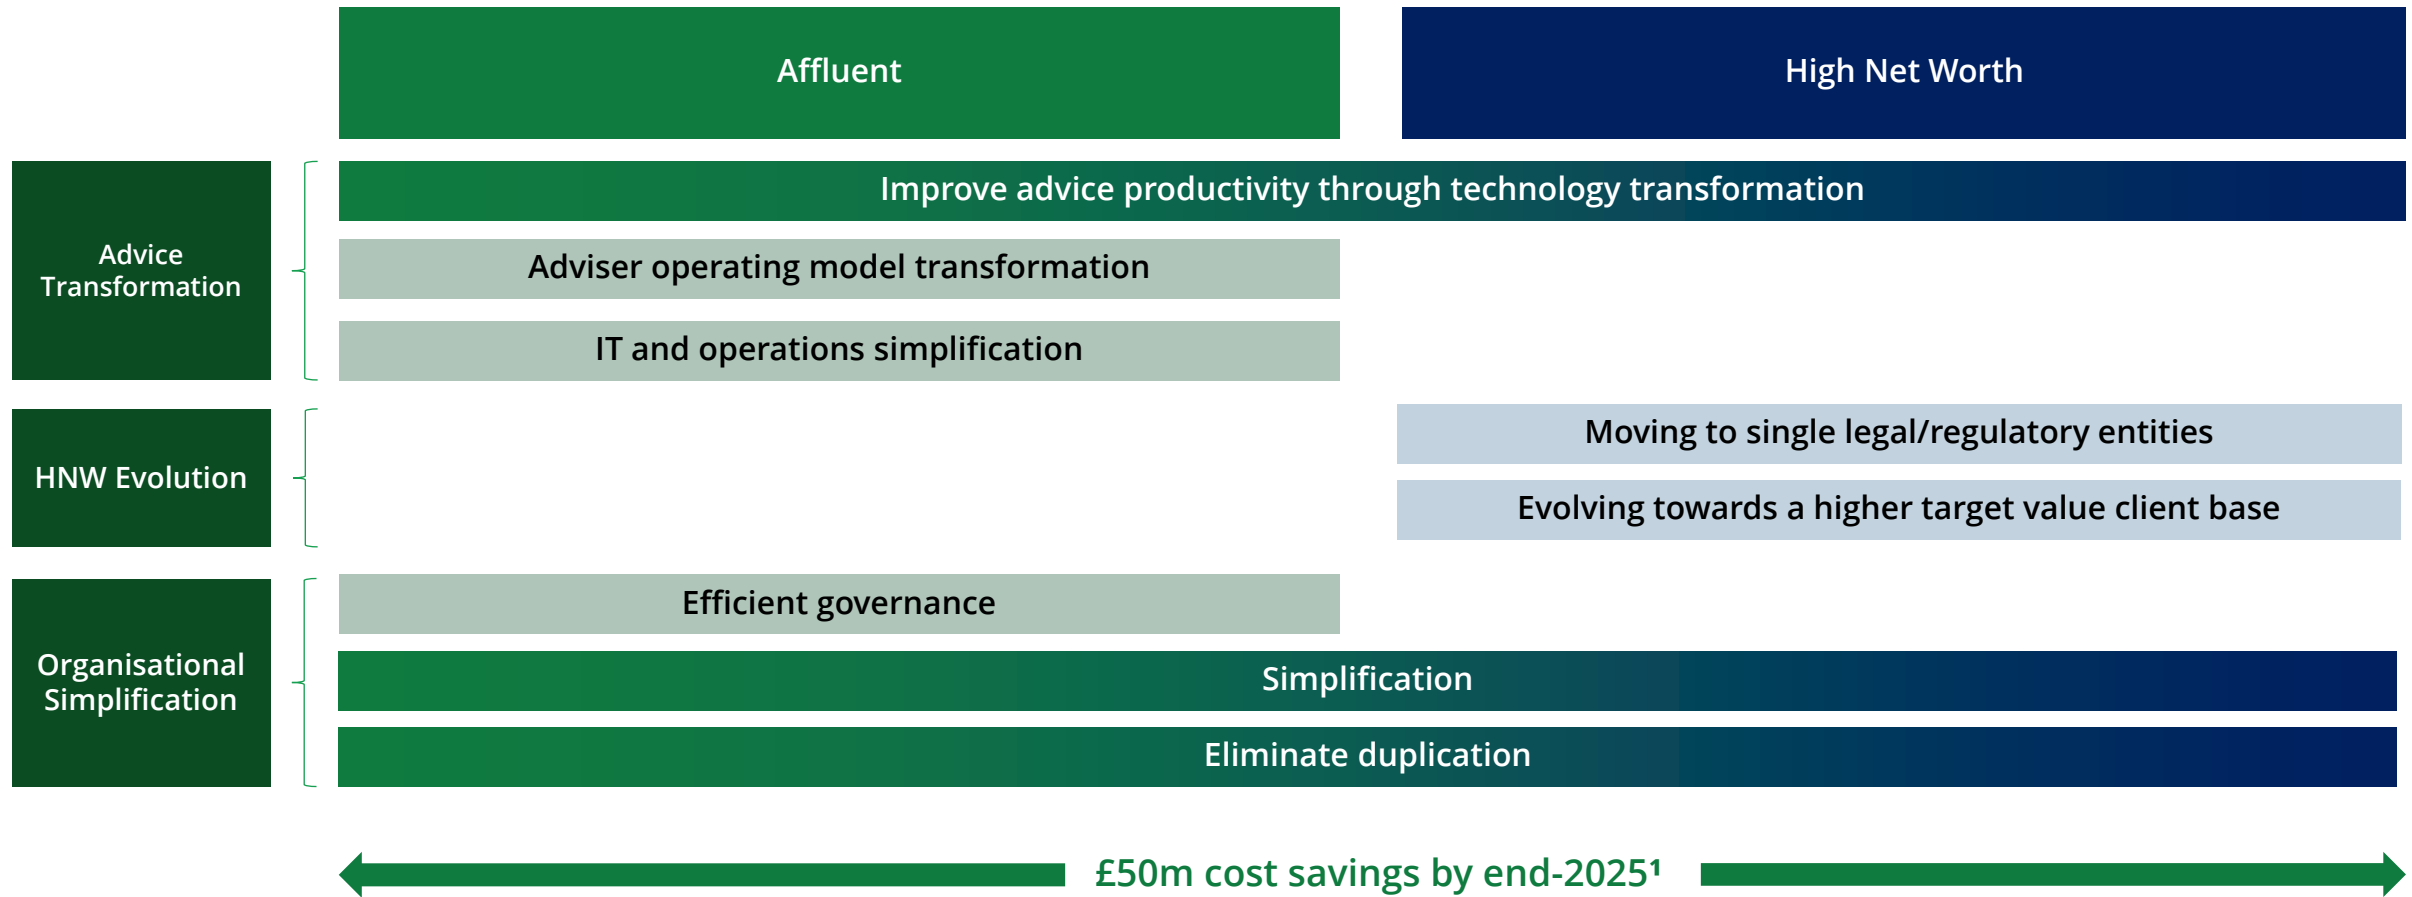 Affluent
High Net Worth
Advice
Transformation
Improve advice productivity through technology transformation
Adviser operating model transformation
IT and operations simplification
HNW Evolution
Moving to single legal/regulatory entities
Evolving towards a higher target value client base
Organisational
Simplification
Efficient governance
Simplification
Eliminate duplication
£50m cost savings by end-2025¹